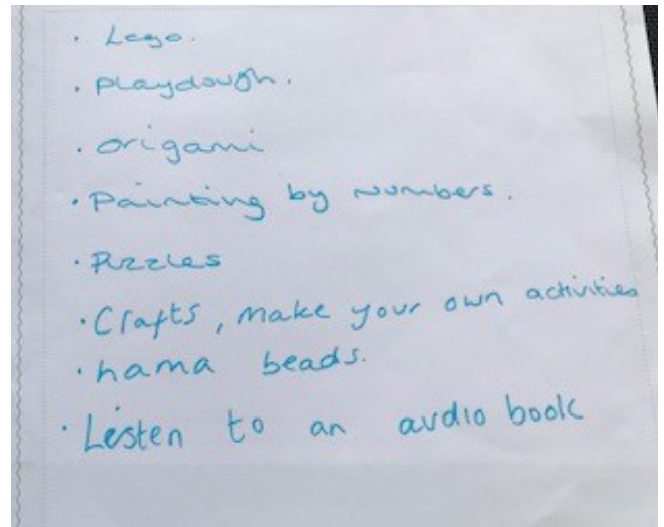 · Lego.
· Playdough.
· origami
· Painting by numbers.
· Puzzles
· Crafts, make your own activities
· hama beads.
· Listen to an audio book